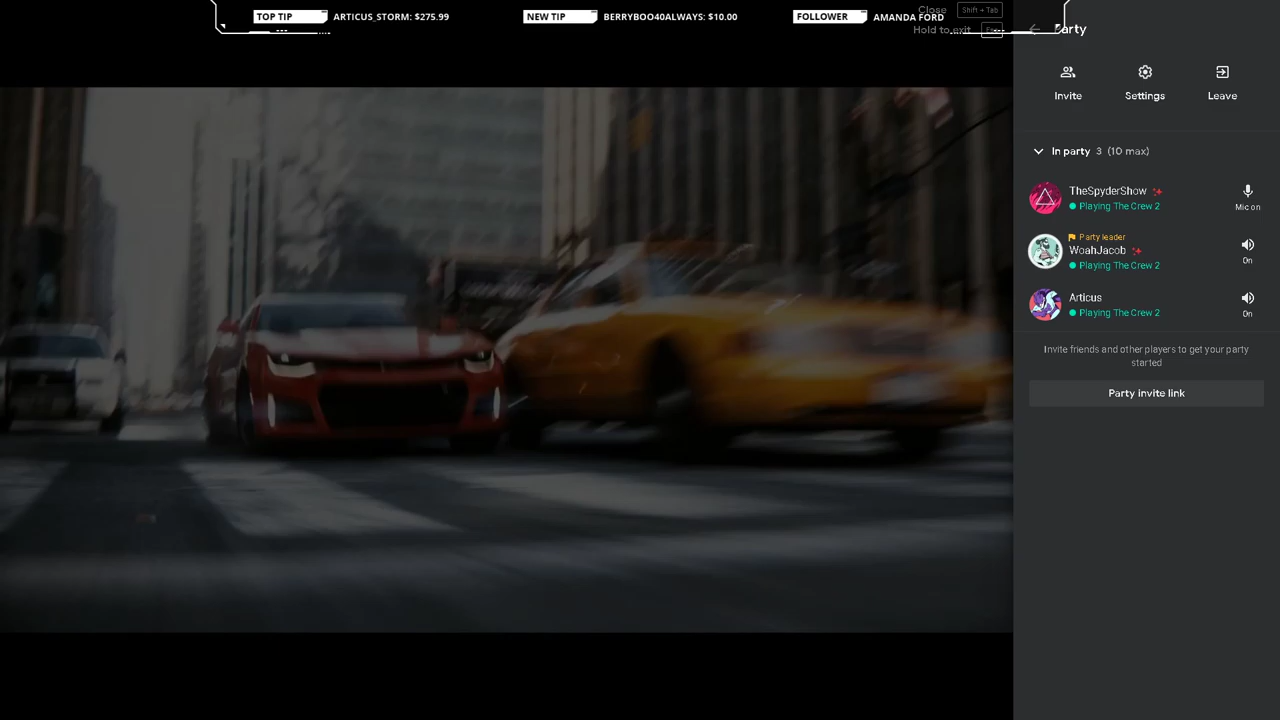 TOP TIP ARTICUS_STORM: $275.99 NEW TIP BERRYBOO40ALWAYS: $10.00 FOLLOWER AMANDA FORD
Close Shift + Tab
Hold to exit
Party
Invite Settings Leave
In party 3 (10 max)
TheSpyderShow
Playing The Crew 2
Mic on
Party leader
WoahJacob
Playing The Crew 2
On
Articus
Playing The Crew 2
On
Invite friends and other players to get your party
started
Party invite link